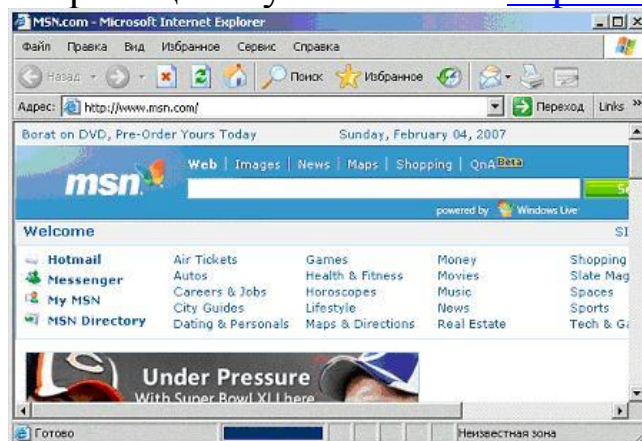 MSN.com - Microsoft Internet Explorer
Файл Правка Вид Избранное Сервис Справка
Назад Поиск Избранное
Адрес: http://www.msn.com/ Переход Links »
Borat on DVD, Pre-Order Yours Today Sunday, February 04, 2007
Web | Images | News | Maps | Shopping | QnA Beta
msn
powered by Windows Live
Welcome
Hotmail Air Tickets Games Money Shopping
Messenger Autos Health & Fitness Movies Slate Mag
My MSN Careers & Jobs Horoscopes Music Spaces
MSN Directory City Guides Lifestyle News Sports
Dating & Personals Maps & Directions Real Estate Tech & Ga
Under Pressure
With Super Bowl XLI here
Готово Неизвестная зона